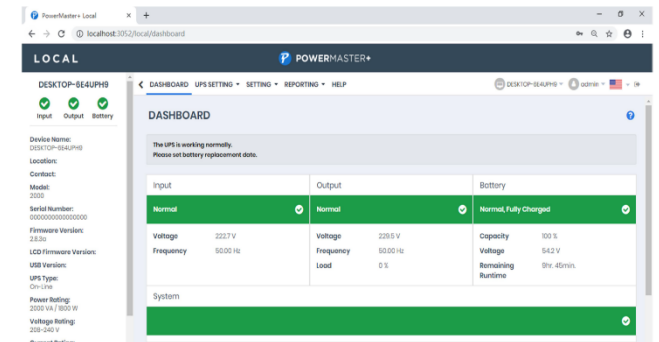 PowerMaster+ Local
localhost:3052/local/dashboard
LOCAL
POWERMASTER+
DESKTOP-6E4UPH9
DASHBOARD UPS SETTING SETTING REPORTING HELP
DESKTOP-6E4UPH9 admin
Input Output Battery
DASHBOARD
Device Name:
DESKTOP-6E4UPH9
Location:
Contact:
Model:
2000
Serial Number:
0000000000000000
Firmware Version:
LCD Firmware Version:
USB Version:
UPS Type:
On-Line
Power Rating:
2000 VA / 1800 W
Voltage Rating:
208-240 V
Current Rating:
The UPS is working normally.
Please set battery replacement date.
Input Output Battery
Normal Normal Normal, Fully Charged
Voltage 222.7 V Voltage 229.5 V Capacity 100 %
Frequency 50.00 Hz Frequency 50.00 Hz Voltage 54.2 V
Load 0 % Remaining Runtime 9hr. 45min.
System